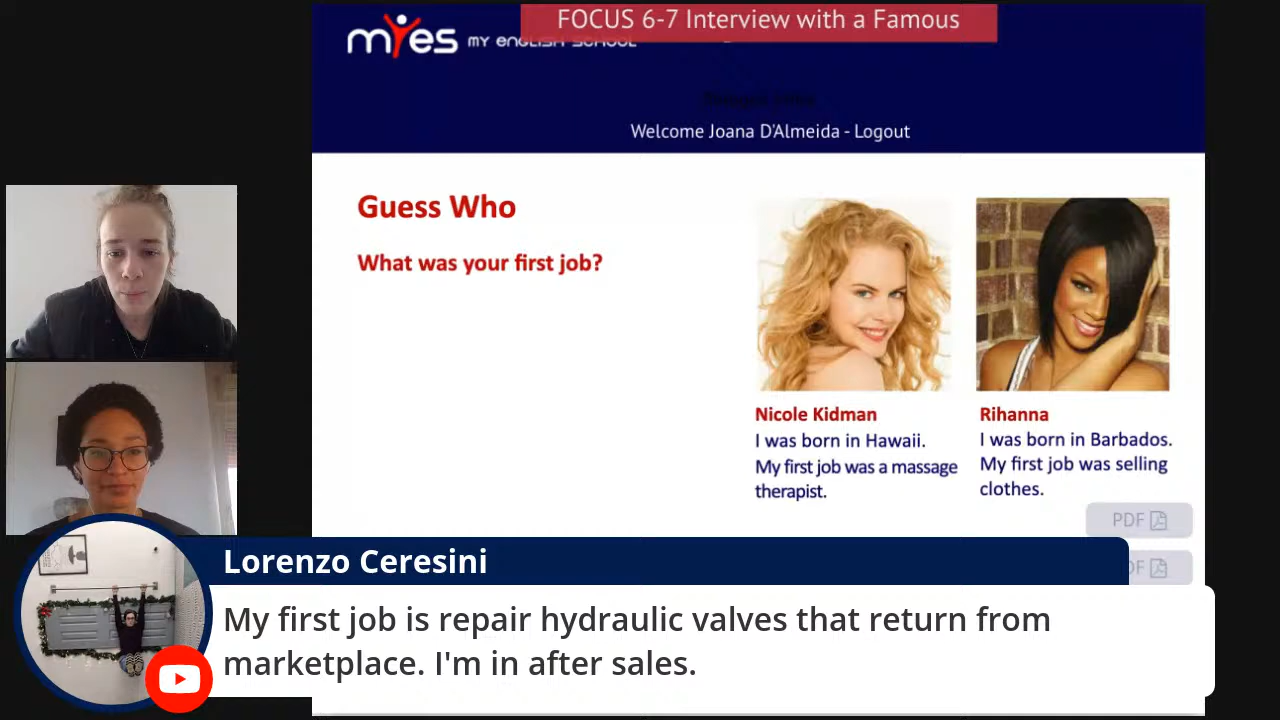 FOCUS 6-7 Interview with a Famous
myes MY ENGLISH SCHOOL
Welcome Joana D'Almeida - Logout
Guess Who
What was your first job?
Nicole Kidman
I was born in Hawaii.
My first job was a massage
therapist.
Rihanna
I was born in Barbados.
My first job was selling
clothes.
PDF
DF
Lorenzo Ceresini
My first job is repair hydraulic valves that return from
marketplace. I'm in after sales.